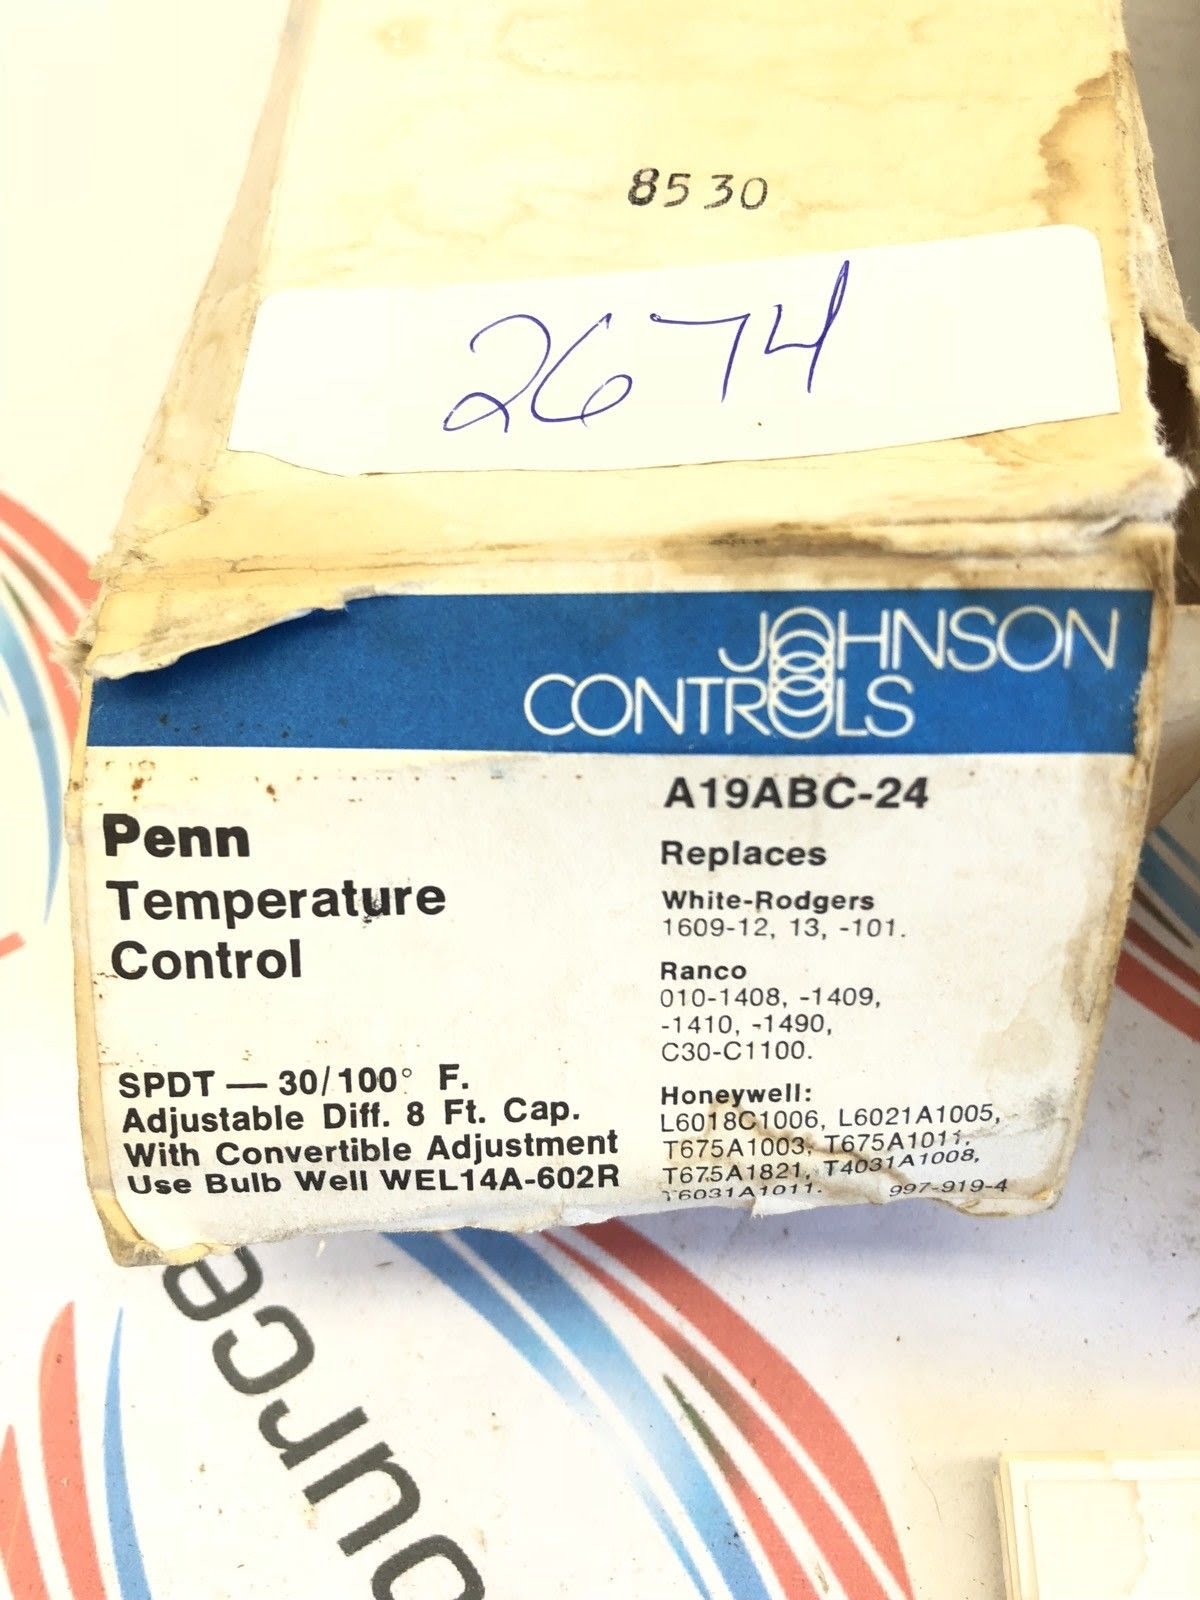 8530
2674
JOHNSON
CONTROLS
Penn
Temperature
Control
SPDT — 30/100° F.
Adjustable Diff. 8 Ft. Cap.
With Convertible Adjustment
Use Bulb Well WEL14A-602R
A19ABC-24
Replaces
White-Rodgers
1609-12, 13, -101.
Ranco
010-1408, -1409,
-1410, -1490,
C30-C1100.
Honeywell:
L6018C1006, L6021A1005,
T675A1003, T675A1011,
T675A1821, T4031A1008,
T6031A1011. 997-919-4
ource